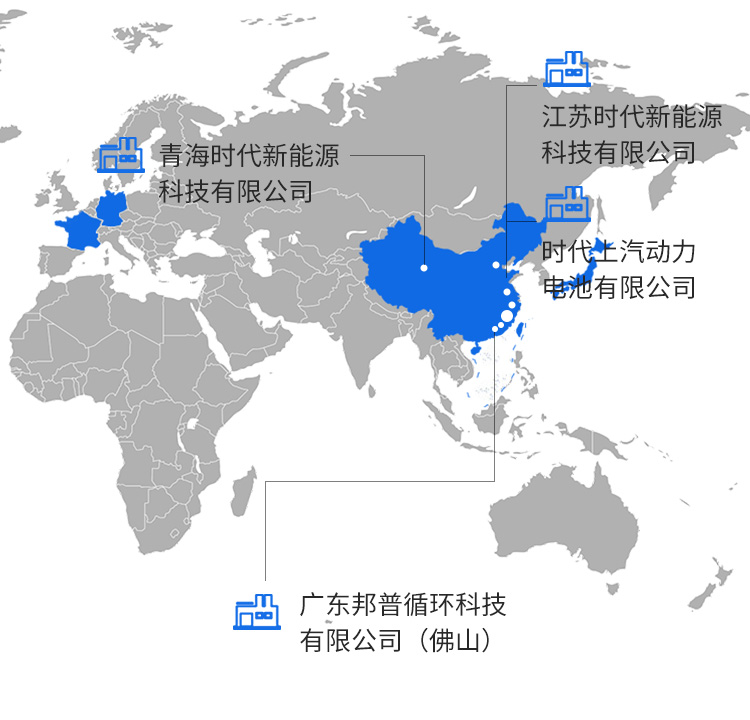 江苏时代新能源
科技有限公司
青海时代新能源
科技有限公司
时代上汽动力
电池有限公司
广东邦普循环科技
有限公司（佛山）